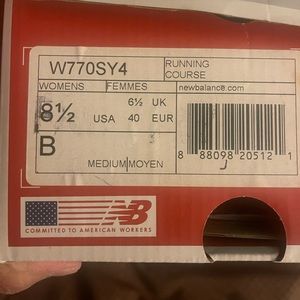 W770SY4
RUNNING
COURSE
WOMENS FEMMES
newbalance.com
8½ USA
6½ UK
40 EUR
B
MEDIUM MOYEN
8 88098 20512 1
NB
COMMITTED TO AMERICAN WORKERS